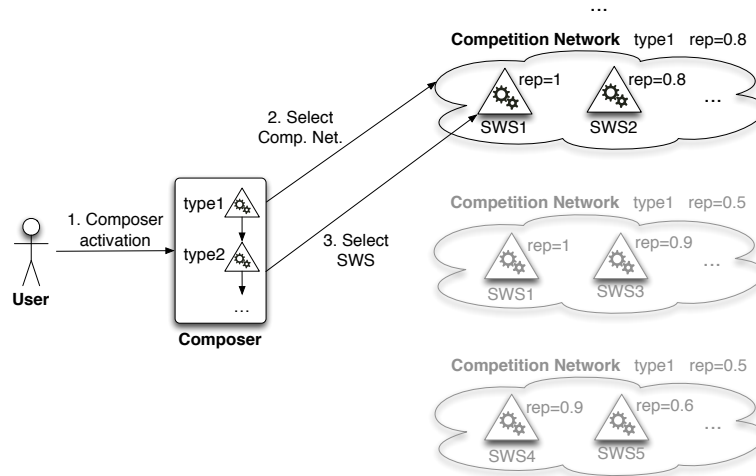 ...
Competition Network type1 rep=0.8
rep=1
rep=0.8
...
SWS1
SWS2
2. Select
Comp. Net.
type1
1. Composer
activation
type2
3. Select
SWS
...
User
Composer
Competition Network type1 rep=0.5
rep=1
rep=0.9
...
SWS1
SWS3
Competition Network type1 rep=0.5
rep=0.9
rep=0.6
...
SWS4
SWS5